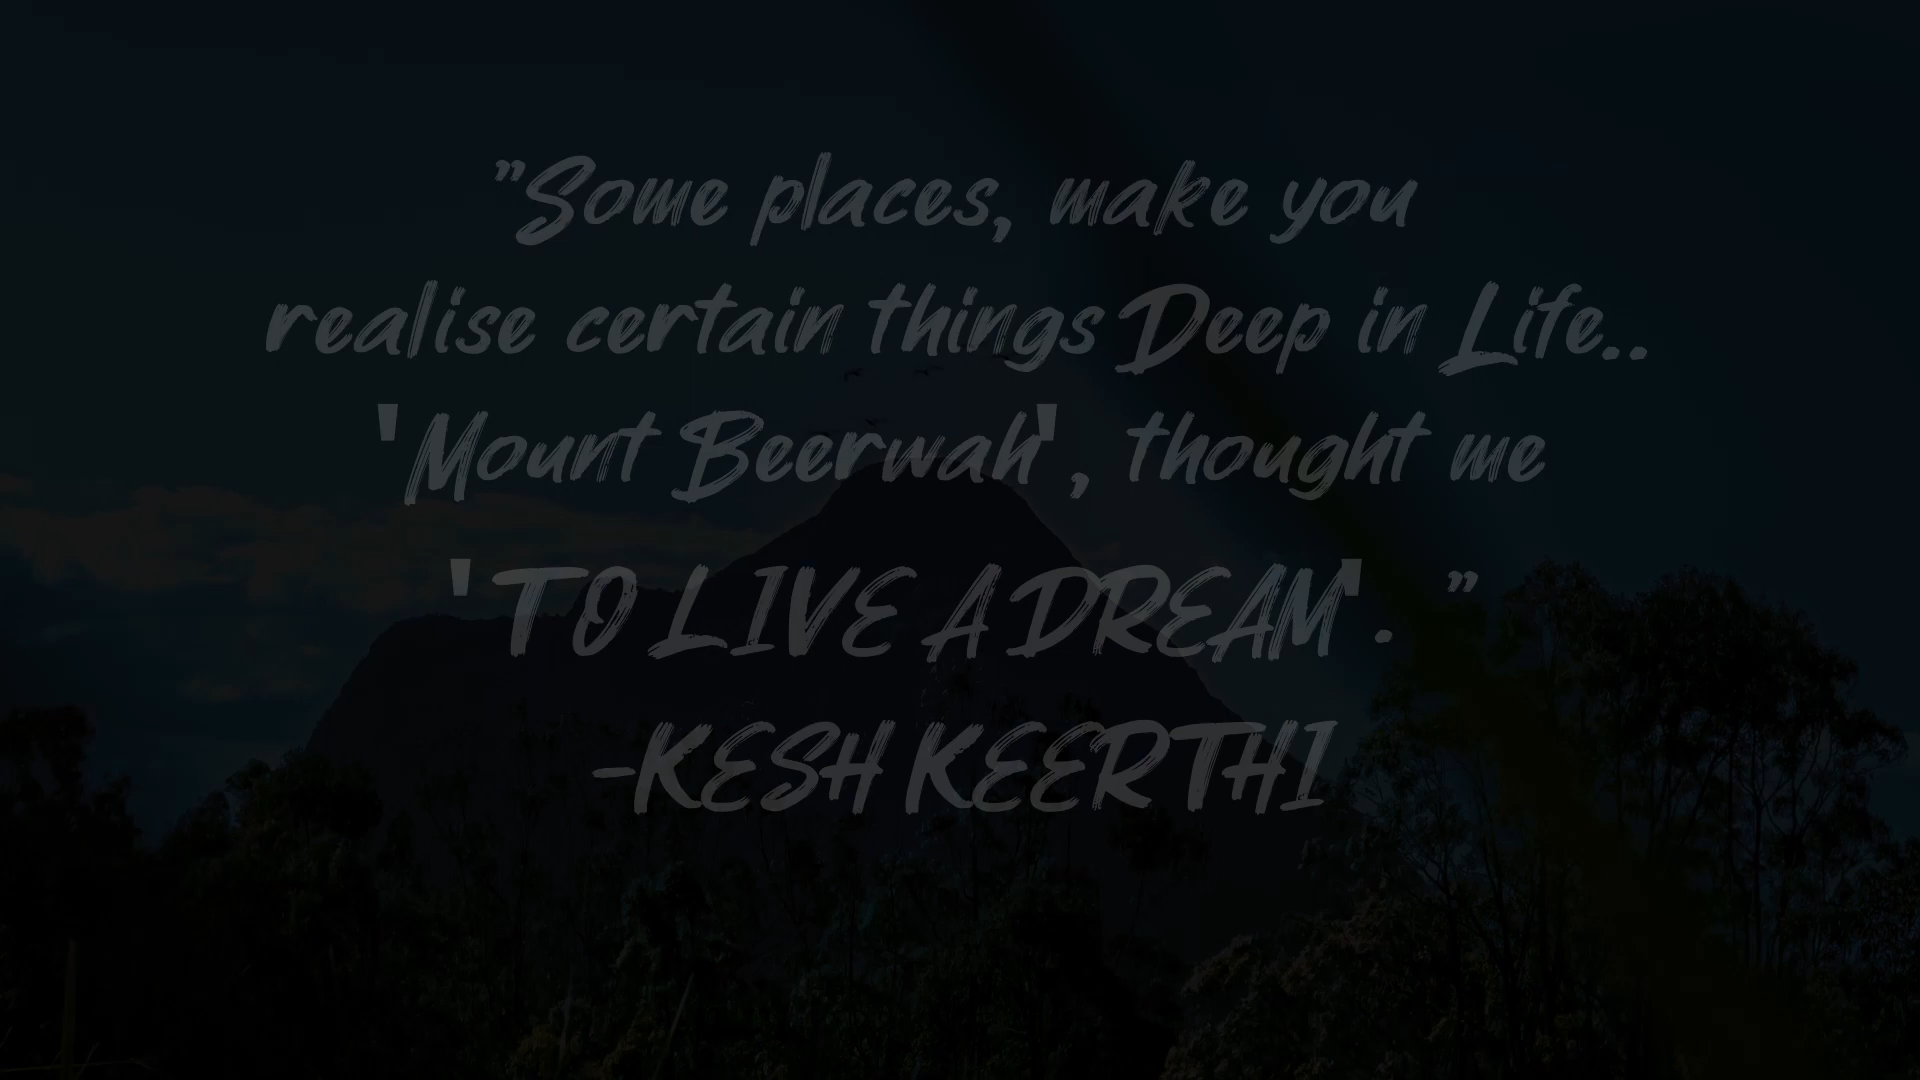 "Some places, make you
realise certain things Deep in Life..
'Mount Beerwah', thought me
'TO LIVE A DREAM'. "
-KESH KEERTHI